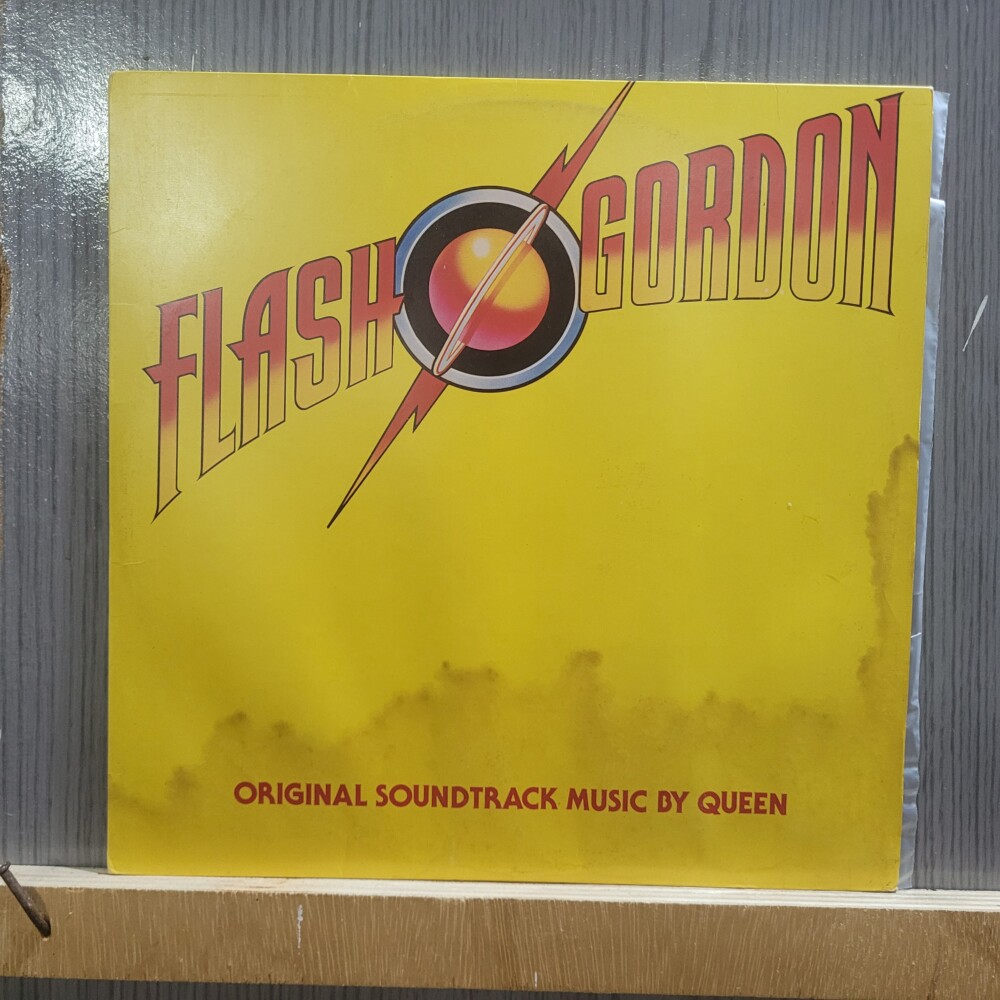 FLASH GORDON
ORIGINAL SOUNDTRACK MUSIC BY QUEEN